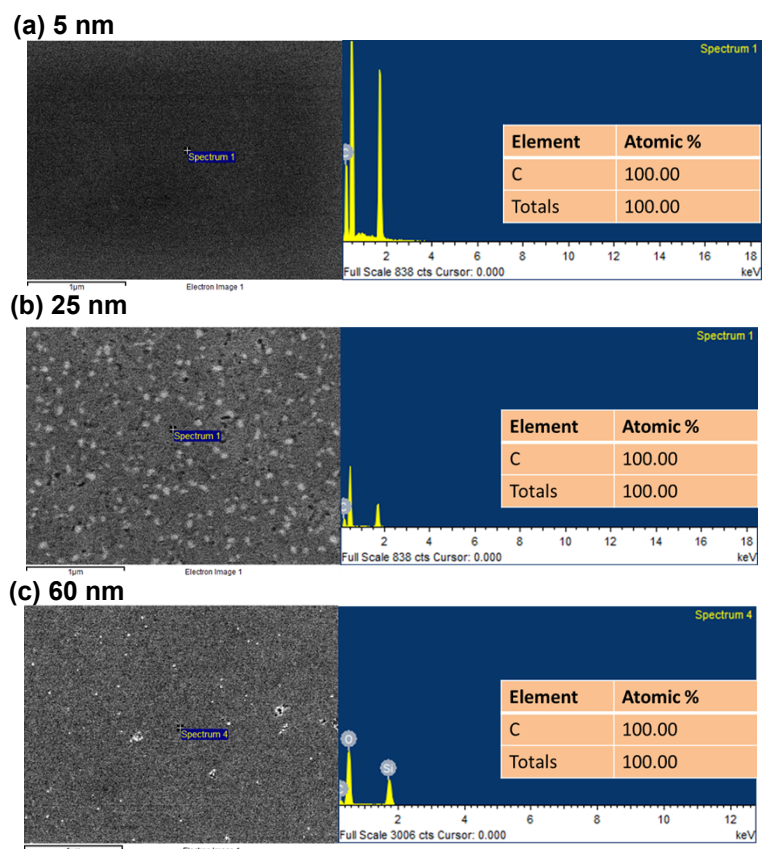 (a) 5 nm
Spectrum 1
Spectrum 1
Element Atomic %
C 100.00
Totals 100.00
2 4 6 8 10 12 14 16 18
Full Scale 838 cts Cursor: 0.000 keV
1μm Electron Image 1
(b) 25 nm
Spectrum 1
Spectrum 1
Element Atomic %
C 100.00
Totals 100.00
2 4 6 8 10 12 14 16 18
Full Scale 838 cts Cursor: 0.000 keV
1μm Electron Image 1
(c) 60 nm
Spectrum 4
Spectrum 4
Element Atomic %
C 100.00
Totals 100.00
O
Si
2 4 6 8 10 12
Full Scale 3006 cts Cursor: 0.000 keV